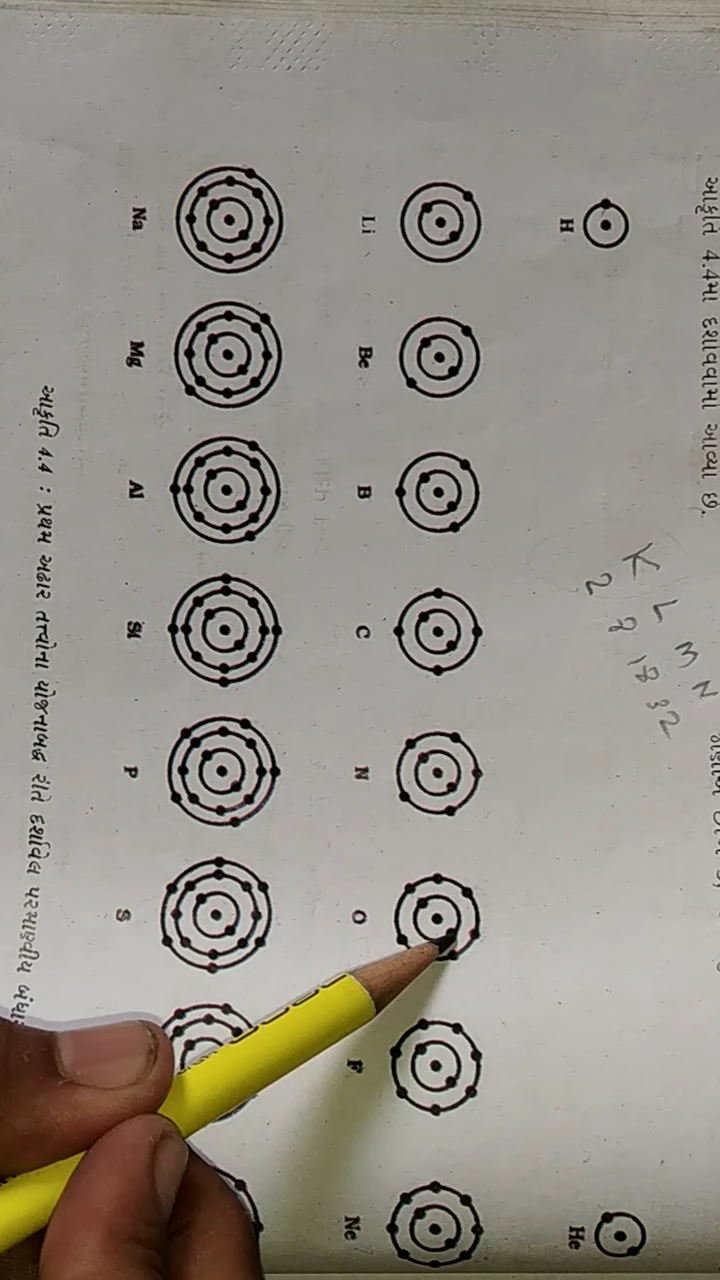 આકૃતિ 4.4માં દર્શાવવામાં આવ્યા છે.
K L M N
2 8 18 32
H He
Li Be B C N O F Ne
Na Mg Al Si P S
આકૃતિ 4.4 : પ્રથમ અઢાર તત્વોના યોજનાબદ્ધ રીતે દર્શાવેલ પરમાણ્વીય બંધારણ